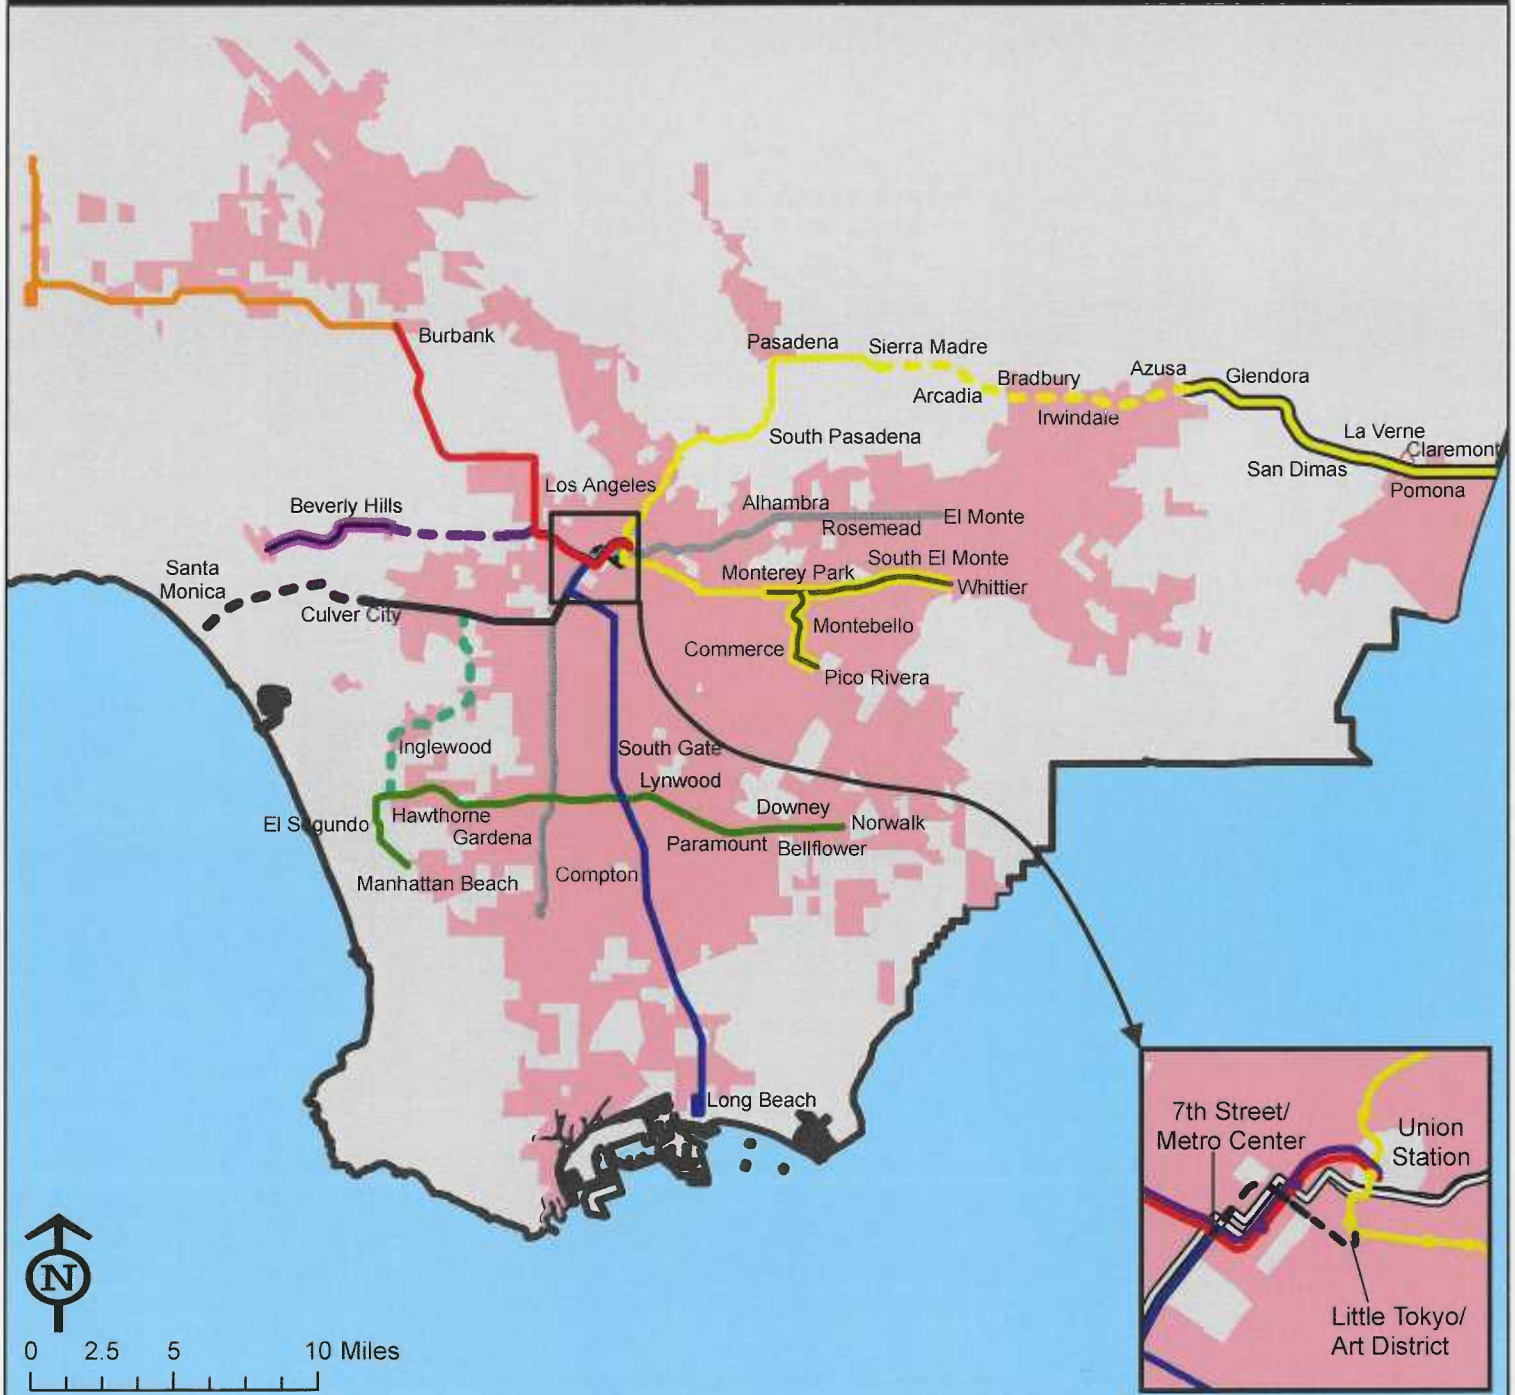 Burbank
Pasadena
Sierra Madre
Arcadia
Bradbury
Irwindale
Azusa
Glendora
La Verne
Claremont
San Dimas
Pomona
South Pasadena
Los Angeles
Beverly Hills
Alhambra
Rosemead
El Monte
South El Monte
Monterey Park
Whittier
Santa
Monica
Culver City
Montebello
Commerce
Pico Rivera
Inglewood
South Gate
Lynwood
El Segundo
Hawthorne
Gardena
Downey
Norwalk
Paramount
Bellflower
Manhattan Beach
Compton
Long Beach
7th Street/
Metro Center
Union
Station
Little Tokyo/
Art District
N
0 2.5 5 10 Miles